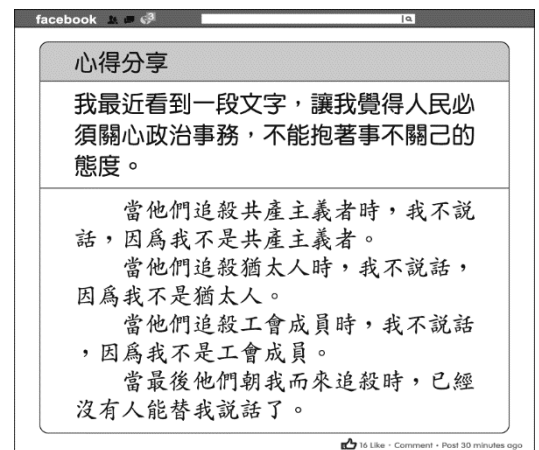 facebook
心得分享
我最近看到一段文字，讓我覺得人民必
須關心政治事務，不能抱著事不關己的
態度。
當他們追殺共產主義者時，我不說
話，因爲我不是共產主義者。
當他們追殺猶太人時，我不說話，
因爲我不是猶太人。
當他們追殺工會成員時，我不說話
，因爲我不是工會成員。
當最後他們朝我而來追殺時，已經
沒有人能替我說話了。
16 Like・Comment・Post 30 minutes ago